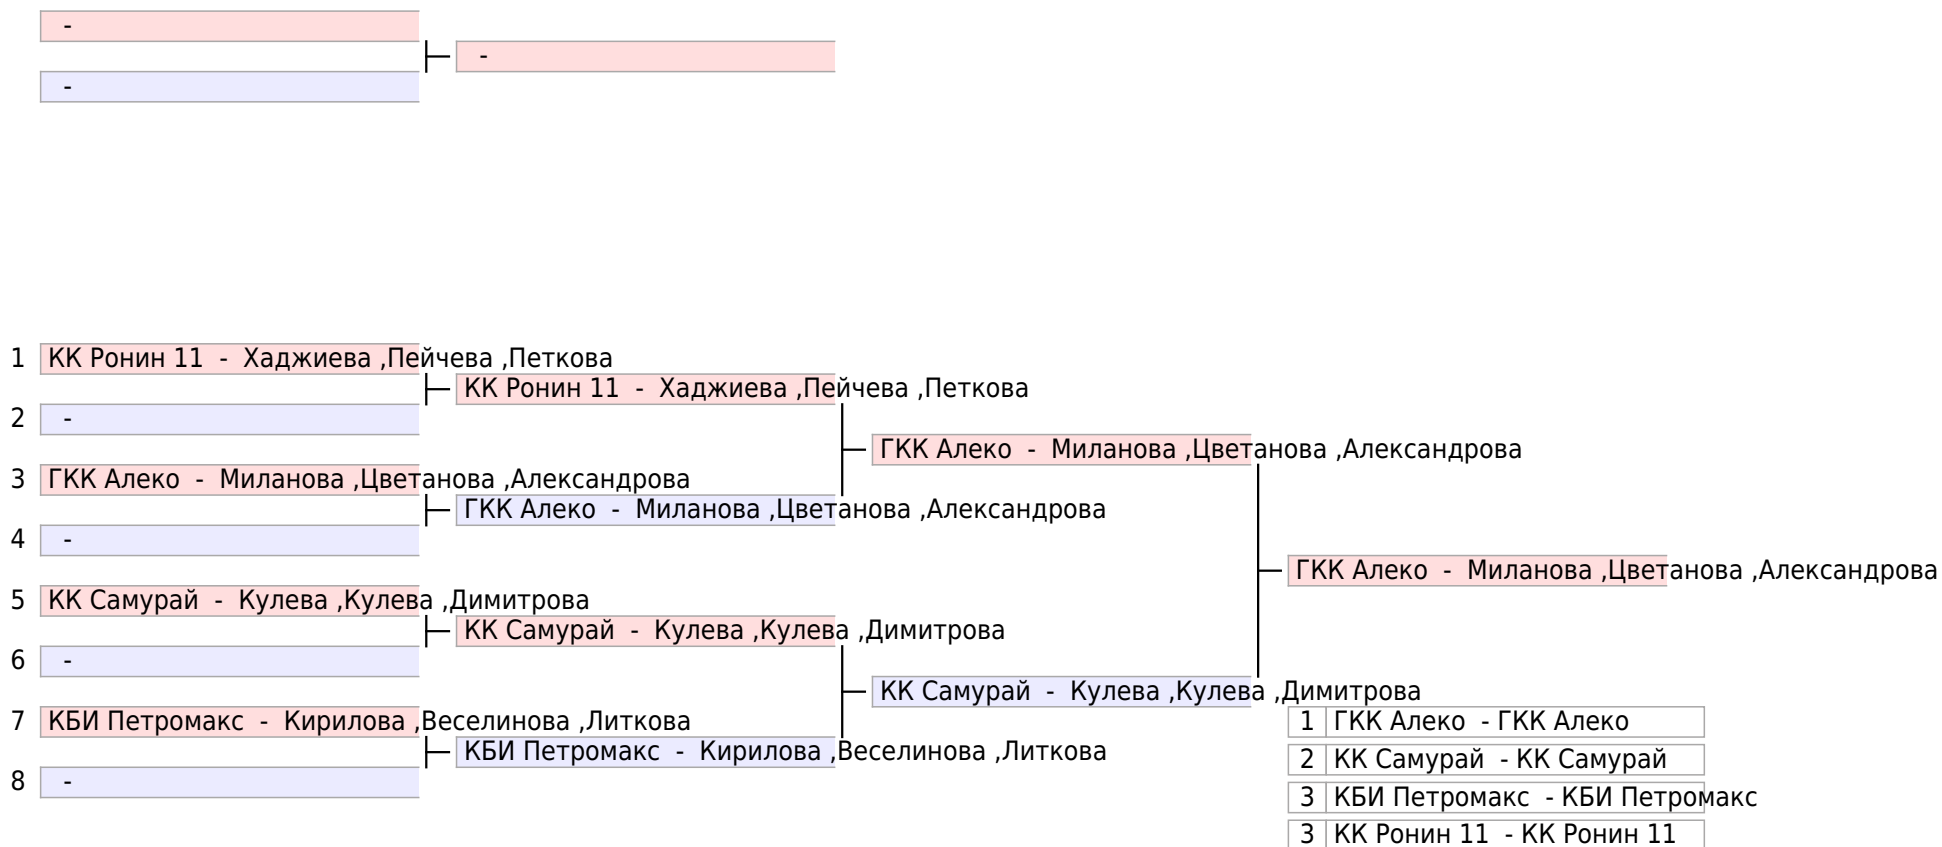 -
-
-
1 КК Ронин 11 - Хаджиева ,Пейчева ,Петкова
КК Ронин 11 - Хаджиева ,Пейчева ,Петкова
2 -
ГКК Алеко - Миланова ,Цветанова ,Александрова
3 ГКК Алеко - Миланова ,Цветанова ,Александрова
ГКК Алеко - Миланова ,Цветанова ,Александрова
4 -
ГКК Алеко - Миланова ,Цветанова ,Александрова
5 КК Самурай - Кулева ,Кулева ,Димитрова
КК Самурай - Кулева ,Кулева ,Димитрова
6 -
КК Самурай - Кулева ,Кулева ,Димитрова
7 КБИ Петромакс - Кирилова ,Веселинова ,Литкова
1 ГКК Алеко - ГКК Алеко
КБИ Петромакс - Кирилова ,Веселинова ,Литкова
2 КК Самурай - КК Самурай
8 -
3 КБИ Петромакс - КБИ Петромакс
3 КК Ронин 11 - КК Ронин 11